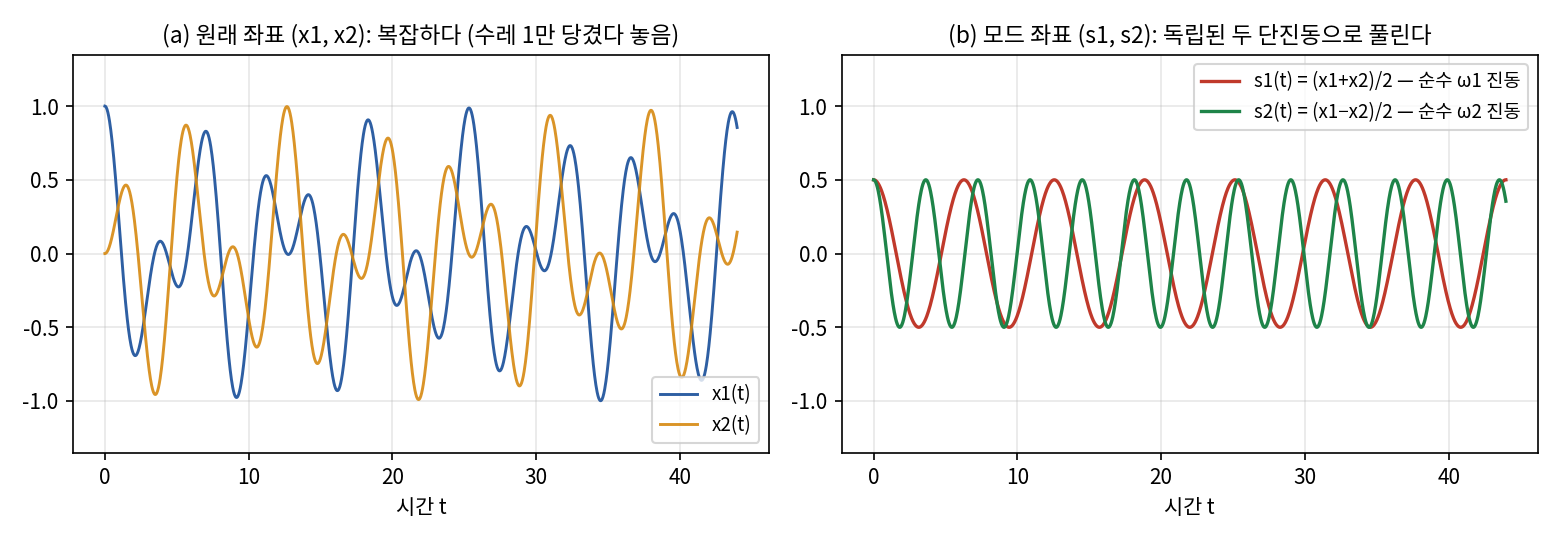 (a) 원래 좌표 (x1, x2): 복잡하다 (수레 1만 당겼다 놓음)
1.0
0.5
0.0
-0.5
-1.0
x1(t)
x2(t)
0 10 20 30 40
시간 t
(b) 모드 좌표 (s1, s2): 독립된 두 단진동으로 풀린다
s1(t) = (x1+x2)/2 — 순수 ω1 진동
s2(t) = (x1−x2)/2 — 순수 ω2 진동
1.0
0.5
0.0
-0.5
-1.0
0 10 20 30 40
시간 t